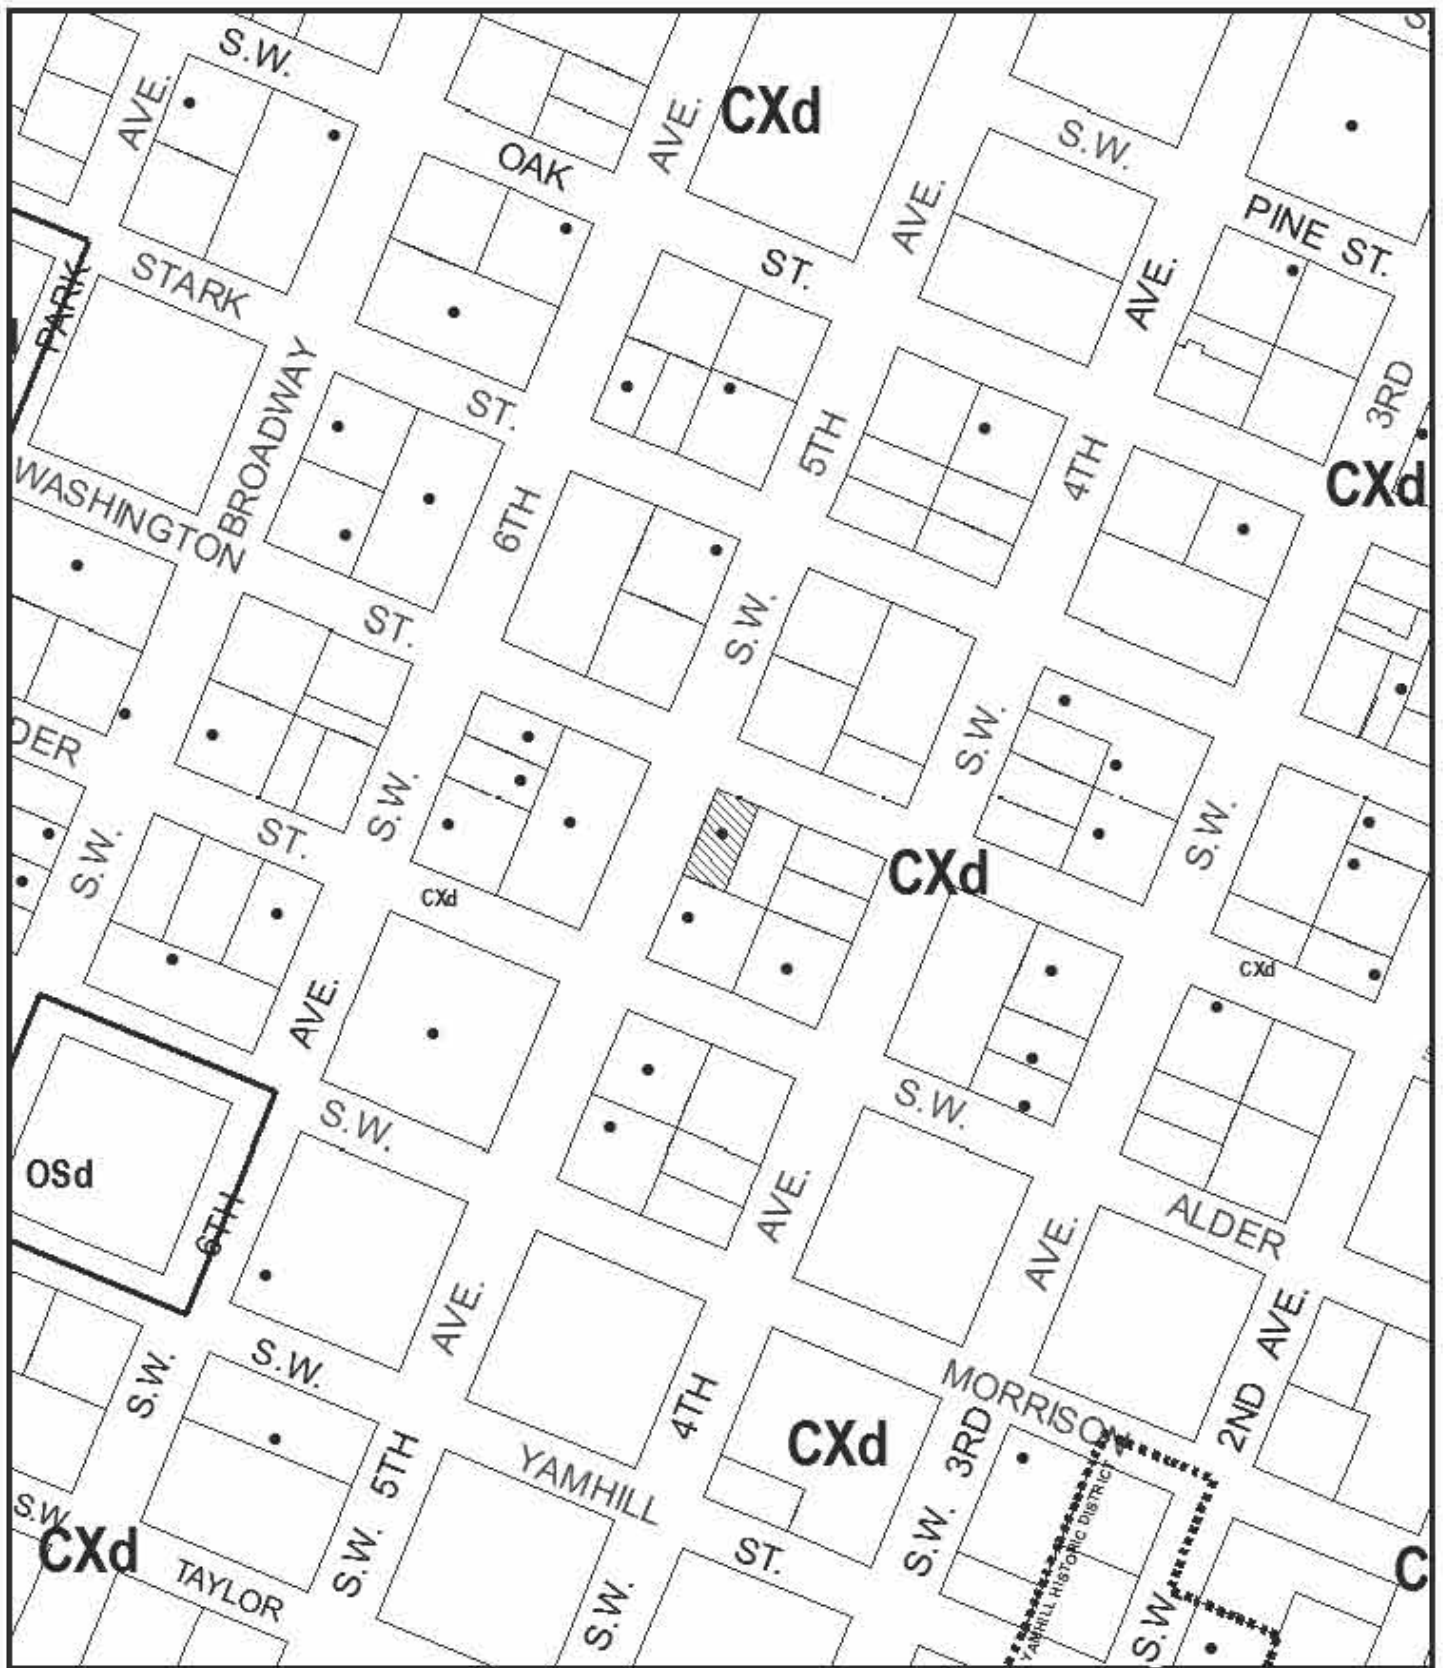 S.W.
AVE.
CXd
OAK
AVE.
S.W.
AVE.
PINE ST.
ST.
AVE.
STARK
PARK
BROADWAY
ST.
3RD
5TH
4TH
CXd
WASHINGTON
6TH
ST.
S.W.
S.W.
DER
S.W.
ST.
S.W.
S.W.
CXd
CXd
CXd
AVE.
S.W.
S.W.
OSd
6TH
AVE.
ALDER
AVE.
AVE.
AVE.
S.W.
S.W.
MORRISON
4TH
CXd
3RD
2ND
5TH
YAMHILL
YAMHILL HISTORIC DISTRICT
S.W.
CXd
TAYLOR
S.W.
ST.
S.W.
S.W.
S.W.
C